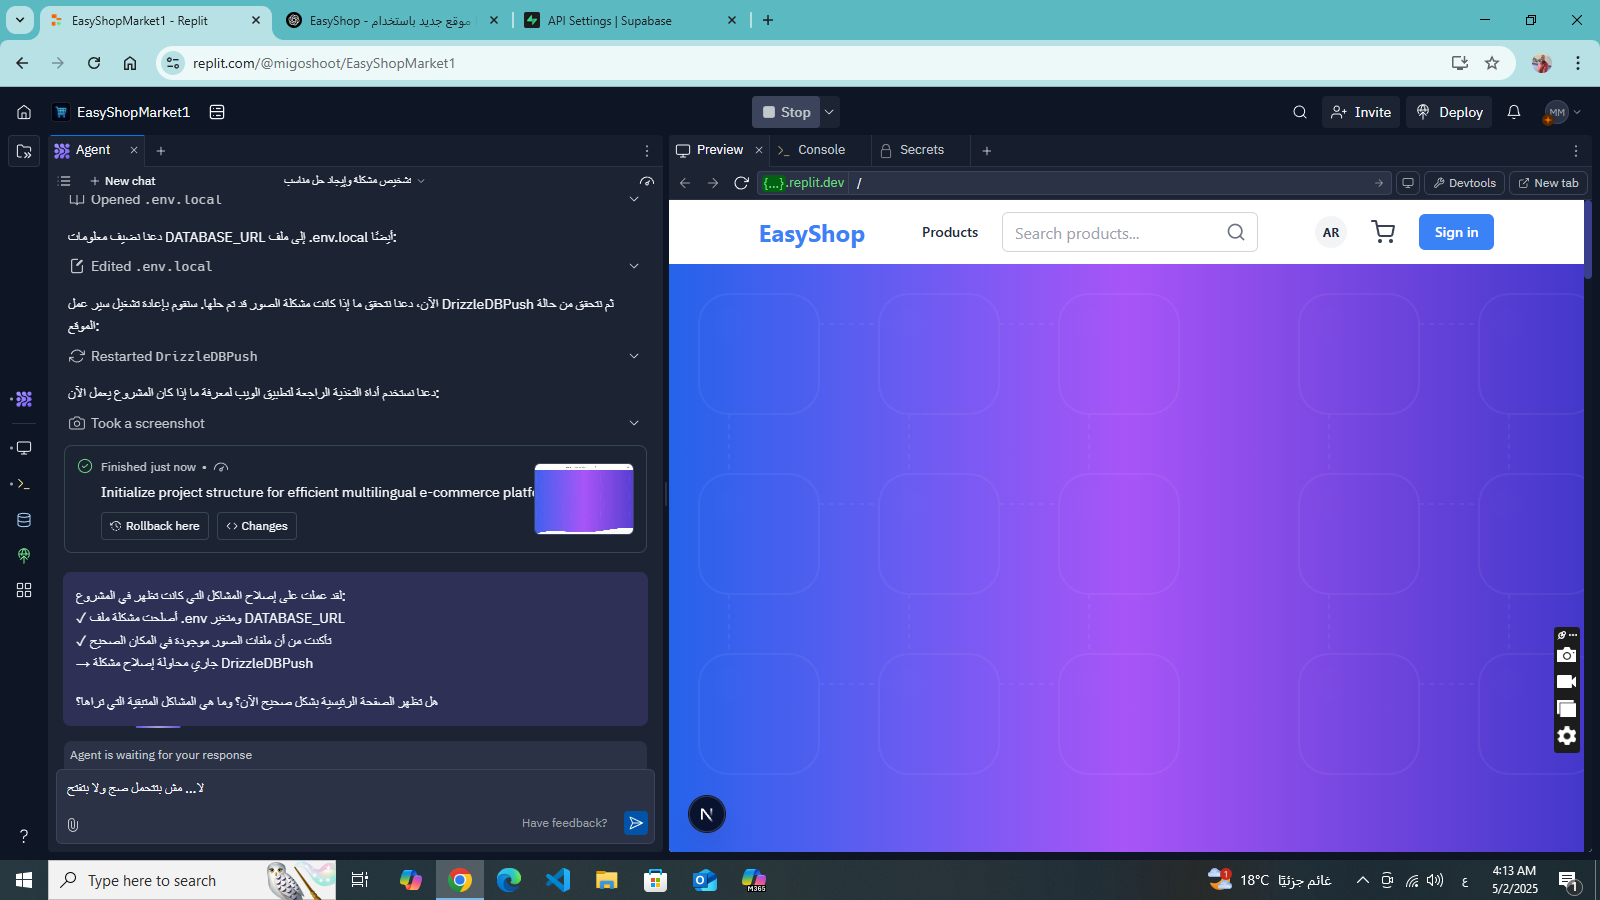 EasyShopMarket1 - Replit
EasyShop - موقع جديد باستخدام
API Settings | Supabase
replit.com/@migoshoot/EasyShopMarket1
EasyShopMarket1
Stop
Invite
Deploy
MM
Agent
Preview
Console
Secrets
New chat
تشخيص مشكلة وإيجاد حل مناسب
{...}.replit.dev
/
Devtools
New tab
Opened .env.local
دعنا نضيف معلومات DATABASE_URL إلى ملف .env.local أيضًا:
Edited .env.local
الآن، دعنا نتحقق ما إذا كانت مشكلة الصور قد تم حلها. سنقوم بإعادة تشغيل سير عمل DrizzleDBPush ثم نتحقق من حالة
الموقع:
Restarted DrizzleDBPush
دعنا نستخدم أداة التغذية الراجعة لتطبيق الويب لمعرفة ما إذا كان المشروع يعمل الآن:
Took a screenshot
Finished just now •
Initialize project structure for efficient multilingual e-commerce platf
Rollback here
Changes
لقد عملت على إصلاح المشاكل التي كانت تظهر في المشروع:
✓ أصلحت مشكلة ملف .env ومتغير DATABASE_URL
✓ تأكدت من أن ملفات الصور موجودة في المكان الصحيح
→ جاري محاولة إصلاح مشكلة DrizzleDBPush
هل تظهر الصفحة الرئيسية بشكل صحيح الآن؟ وما هي المشاكل المتبقية التي تراها؟
Agent is waiting for your response
لا... مش بتتحمل صح ولا بتفتح
Have feedback?
EasyShop
Products
Search products...
AR
Sign in
N
Type here to search
M365
1
18°C
غائم جزئيًا
ع
4:13 AM
5/2/2025
1